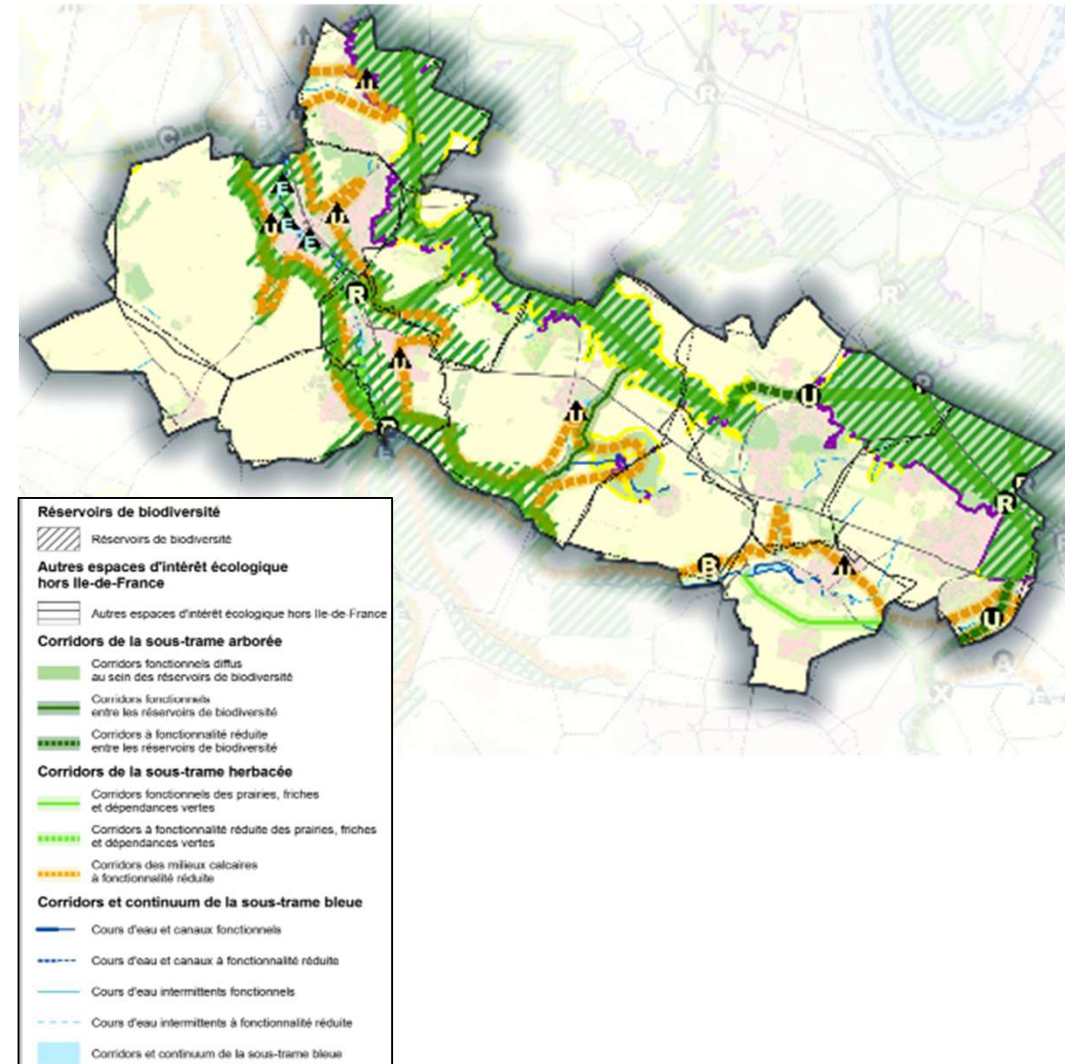 C
E
E
E
E
R
R
R
U
P
R
B
U
A
X
E
Réservoirs de biodiversité
Réservoirs de biodiversité
Autres espaces d'intérêt écologique
hors Ile-de-France
Autres espaces d'intérêt écologique hors Ile-de-France
Corridors de la sous-trame arborée
Corridors fonctionnels diffus
au sein des réservoirs de biodiversité
Corridors fonctionnels
entre les réservoirs de biodiversité
Corridors à fonctionnalité réduite
entre les réservoirs de biodiversité
Corridors de la sous-trame herbacée
Corridors fonctionnels des prairies, friches
et dépendances vertes
Corridors à fonctionnalité réduite des prairies, friches
et dépendances vertes
Corridors des milieux calcaires
à fonctionnalité réduite
Corridors et continuum de la sous-trame bleue
Cours d'eau et canaux fonctionnels
Cours d'eau et canaux à fonctionnalité réduite
Cours d'eau intermittents fonctionnels
Cours d'eau intermittents à fonctionnalité réduite
Corridors et continuum de la sous-trame bleue